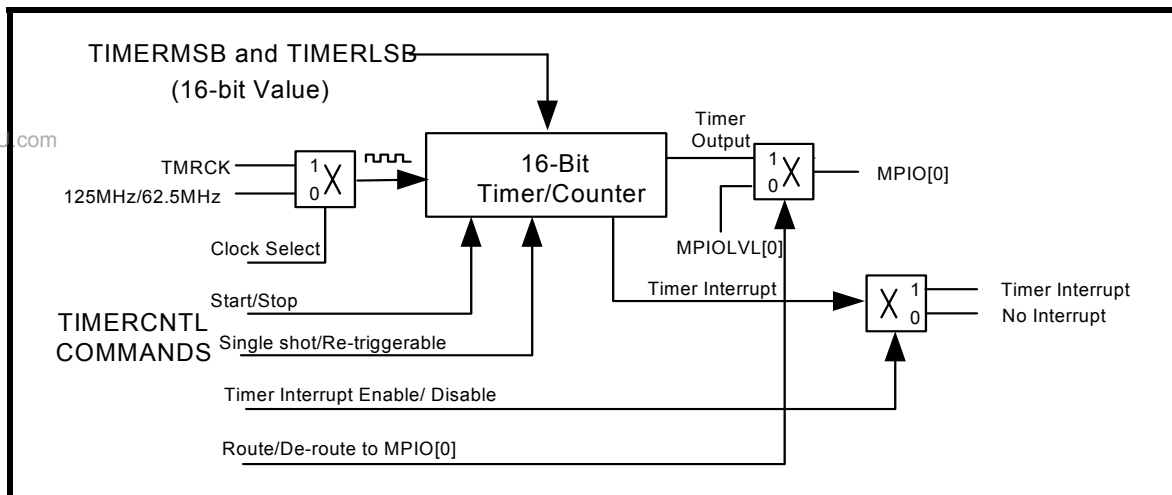 TIMERMSB and TIMERLSB
(16-bit Value)
J.com
TMRCK
125MHz/62.5MHz
1
0
X
Clock Select
16-Bit
Timer/Counter
Timer
Output
1
0
X
MPIO[0]
MPIOLVL[0]
Timer Interrupt
X
1
0
Timer Interrupt
No Interrupt
TIMERCNTL
COMMANDS
Start/Stop
Single shot/Re-triggerable
Timer Interrupt Enable/ Disable
Route/De-route to MPIO[0]